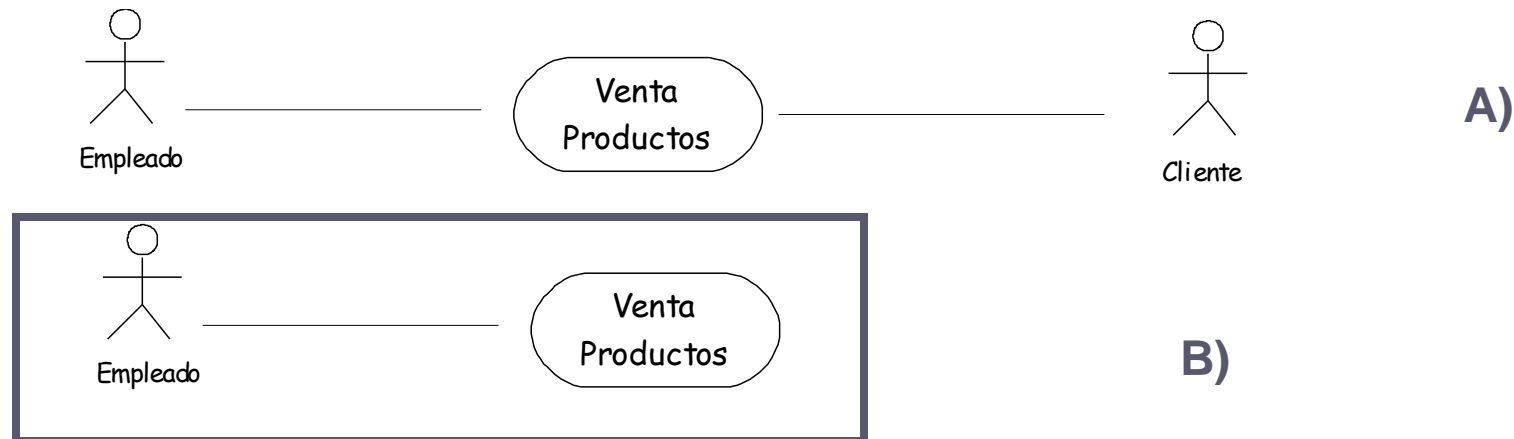 Venta
Productos
A)
Empleado
Cliente
Venta
Productos
B)
Empleado